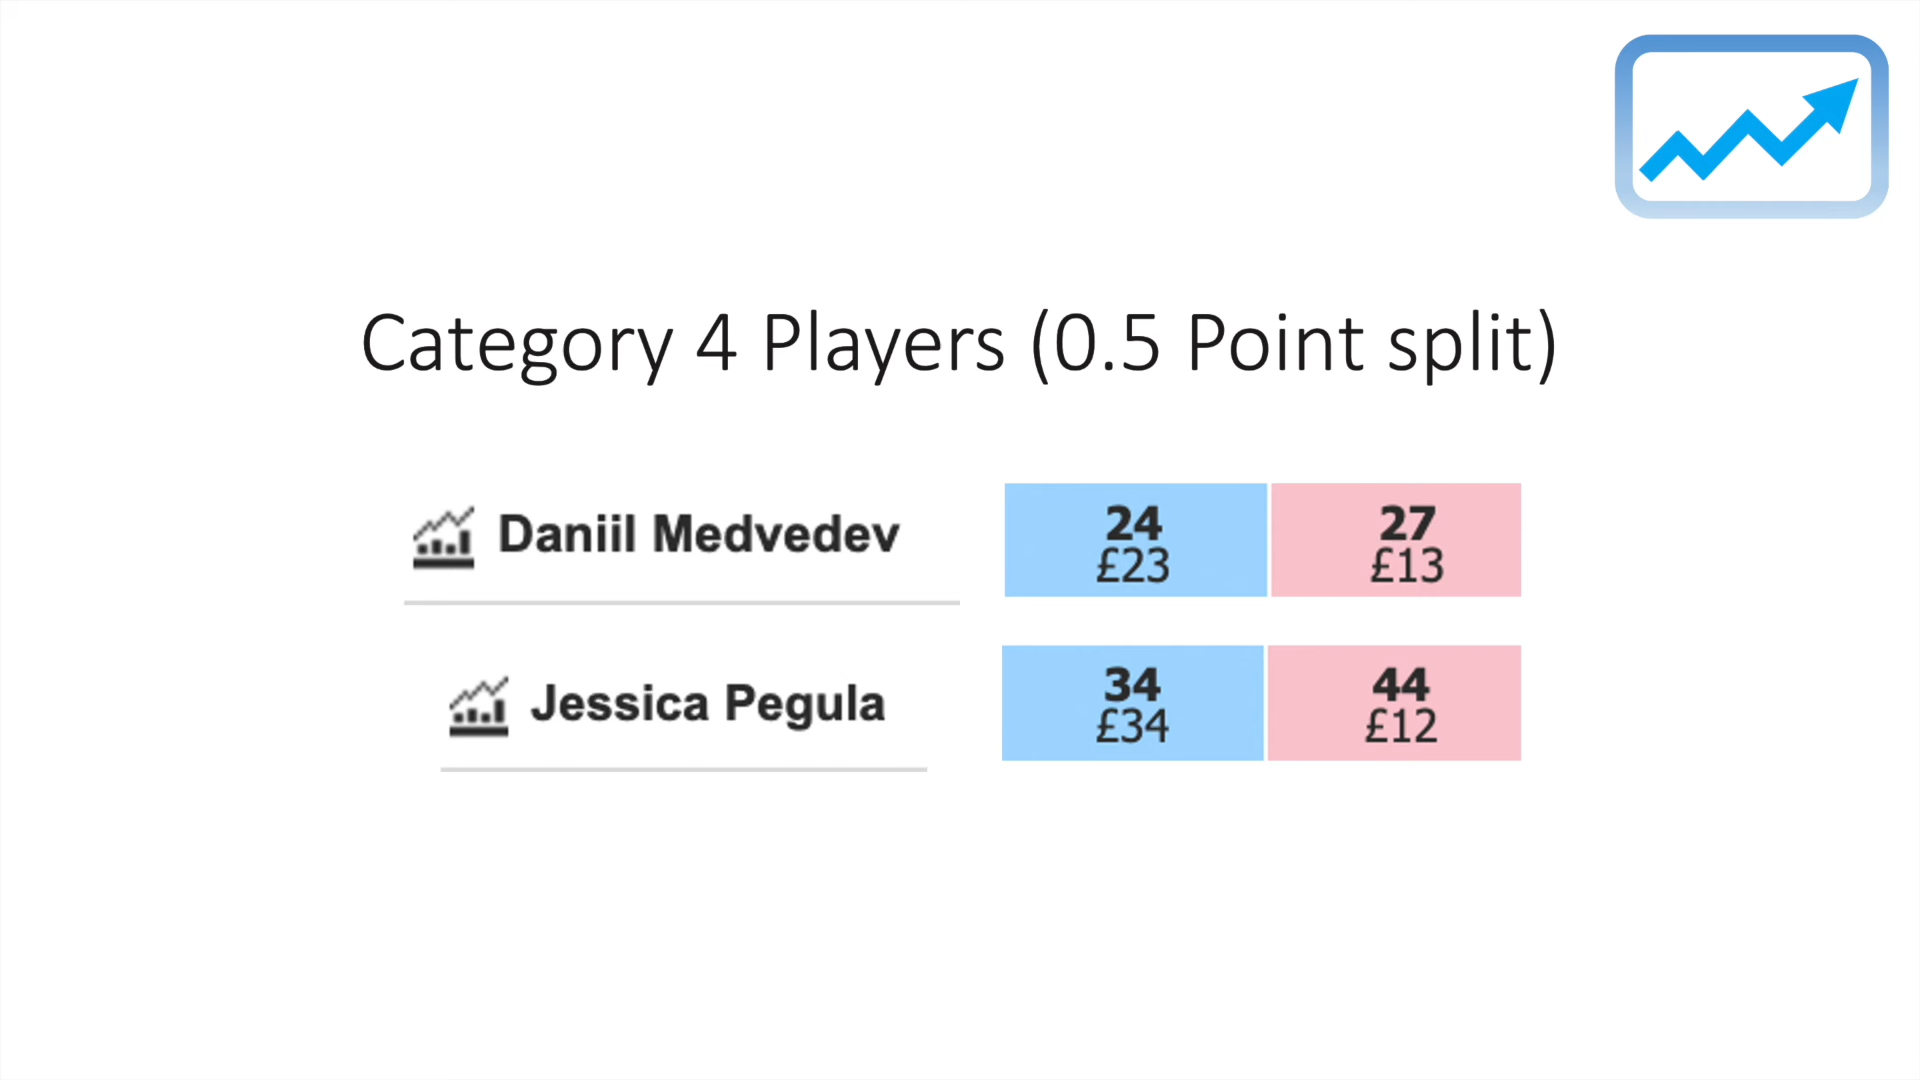 Category 4 Players (0.5 Point split)
Daniil Medvedev
24
£23
27
£13
Jessica Pegula
34
£34
44
£12